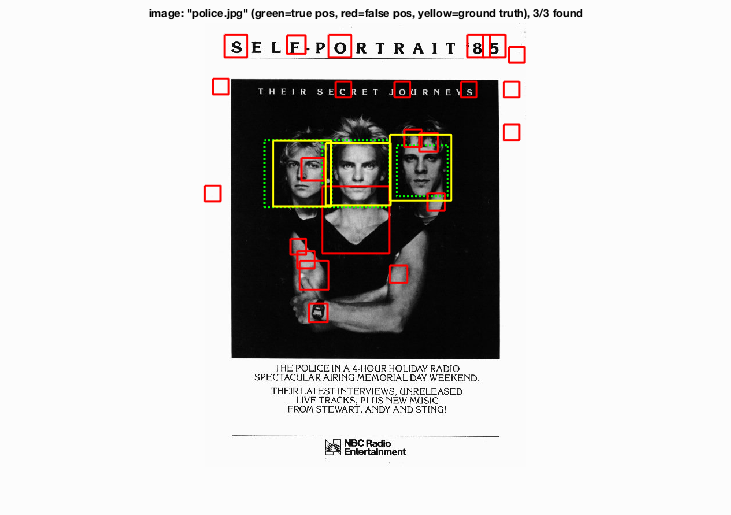 image: "police.jpg" (green=true pos, red=false pos, yellow=ground truth), 3/3 found
SELF-PORTRAIT '85
THEIR SECRET JOURNEYS
THE POLICE IN A 4-HOUR HOLIDAY RADIO
SPECTACULAR AIRING MEMORIAL DAY WEEKEND.
THEIR LATEST INTERVIEWS, UNRELEASED
LIVE TRACKS, PLUS NEW MUSIC
FROM STEWART, ANDY AND STING!
NBC Radio
Entertainment